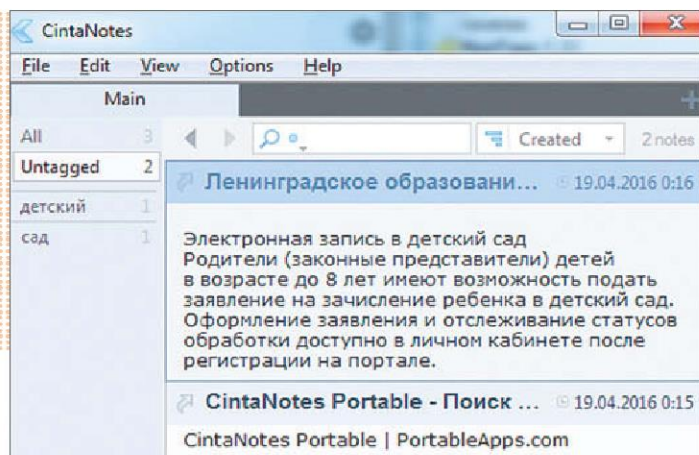 CintaNotes
File Edit View Options Help
Main
All 3
Created 2 notes
Untagged 2
Ленинградское образовани... 19.04.2016 0:16
детский 1
сад 1
Электронная запись в детский сад
Родители (законные представители) детей
в возрасте до 8 лет имеют возможность подать
заявление на зачисление ребенка в детский сад.
Оформление заявления и отслеживание статусов
обработки доступно в личном кабинете после
регистрации на портале.
CintaNotes Portable - Поиск ... 19.04.2016 0:15
CintaNotes Portable | PortableApps.com